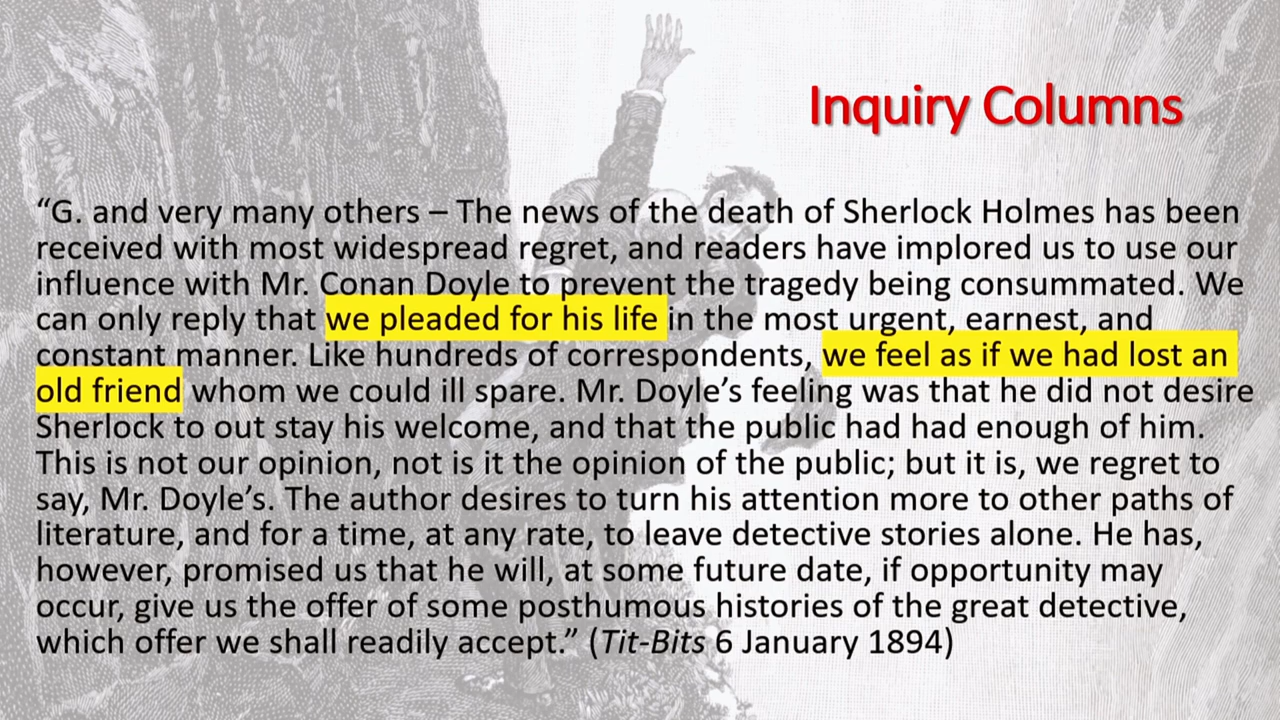 Inquiry Columns
“G. and very many others – The news of the death of Sherlock Holmes has been
received with most widespread regret, and readers have implored us to use our
influence with Mr. Conan Doyle to prevent the tragedy being consummated. We
can only reply that we pleaded for his life in the most urgent, earnest, and
constant manner. Like hundreds of correspondents, we feel as if we had lost an
old friend whom we could ill spare. Mr. Doyle’s feeling was that he did not desire
Sherlock to out stay his welcome, and that the public had had enough of him.
This is not our opinion, not is it the opinion of the public; but it is, we regret to
say, Mr. Doyle’s. The author desires to turn his attention more to other paths of
literature, and for a time, at any rate, to leave detective stories alone. He has,
however, promised us that he will, at some future date, if opportunity may
occur, give us the offer of some posthumous histories of the great detective,
which offer we shall readily accept.” (Tit-Bits 6 January 1894)